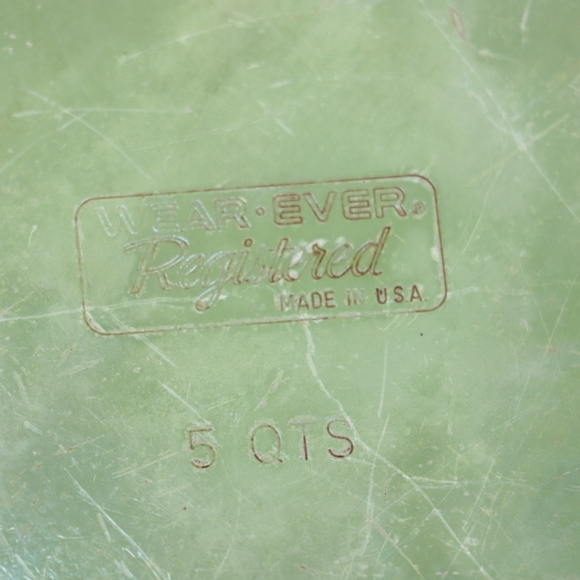 WEAR·EVER®
Registered
MADE IN U.S.A.
5 QTS